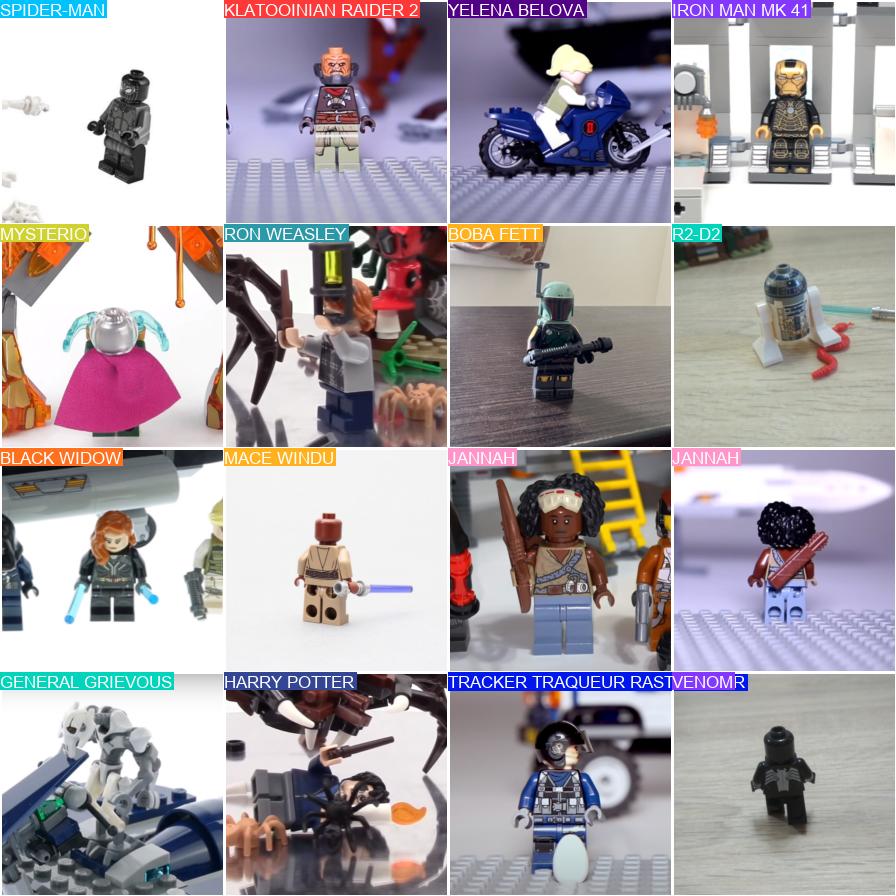 SPIDER-MAN
KLATOOINIAN RAIDER 2
YELENA BELOVA
IRON MAN MK 41
MYSTERIO
RON WEASLEY
BOBA FETT
R2-D2
BLACK WIDOW
MACE WINDU
JANNAH
JANNAH
GENERAL GRIEVOUS
HARRY POTTER
TRACKER TRAQUEUR RAST
VENOM